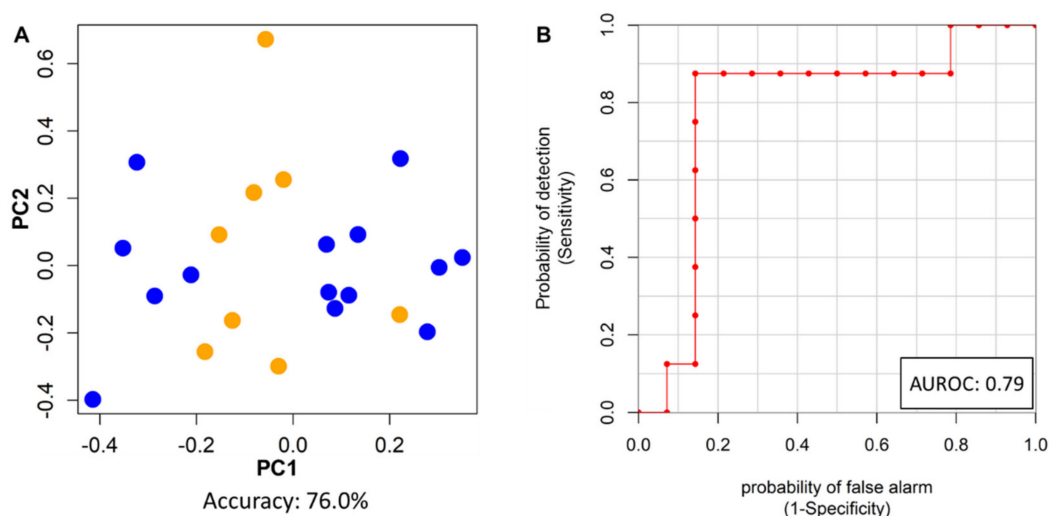 A
PC2
-0.4 -0.2 0.0 0.2 0.4 0.6
-0.4 -0.2 0.0 0.2
PC1
Accuracy: 76.0%
B
Probability of detection
(Sensitivity)
0.0 0.2 0.4 0.6 0.8 1.0
AUROC: 0.79
0.0 0.2 0.4 0.6 0.8 1.0
probability of false alarm
(1-Specificity)